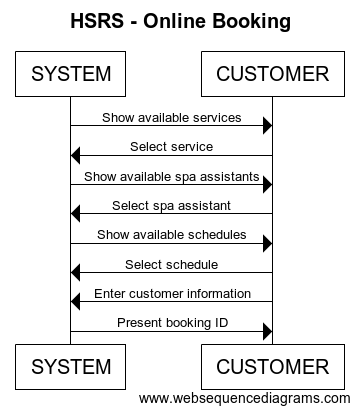 HSRS - Online Booking
SYSTEM CUSTOMER
Show available services
Select service
Show available spa assistants
Select spa assistant
Show available schedules
Select schedule
Enter customer information
Present booking ID
SYSTEM CUSTOMER
www.websequencediagrams.com